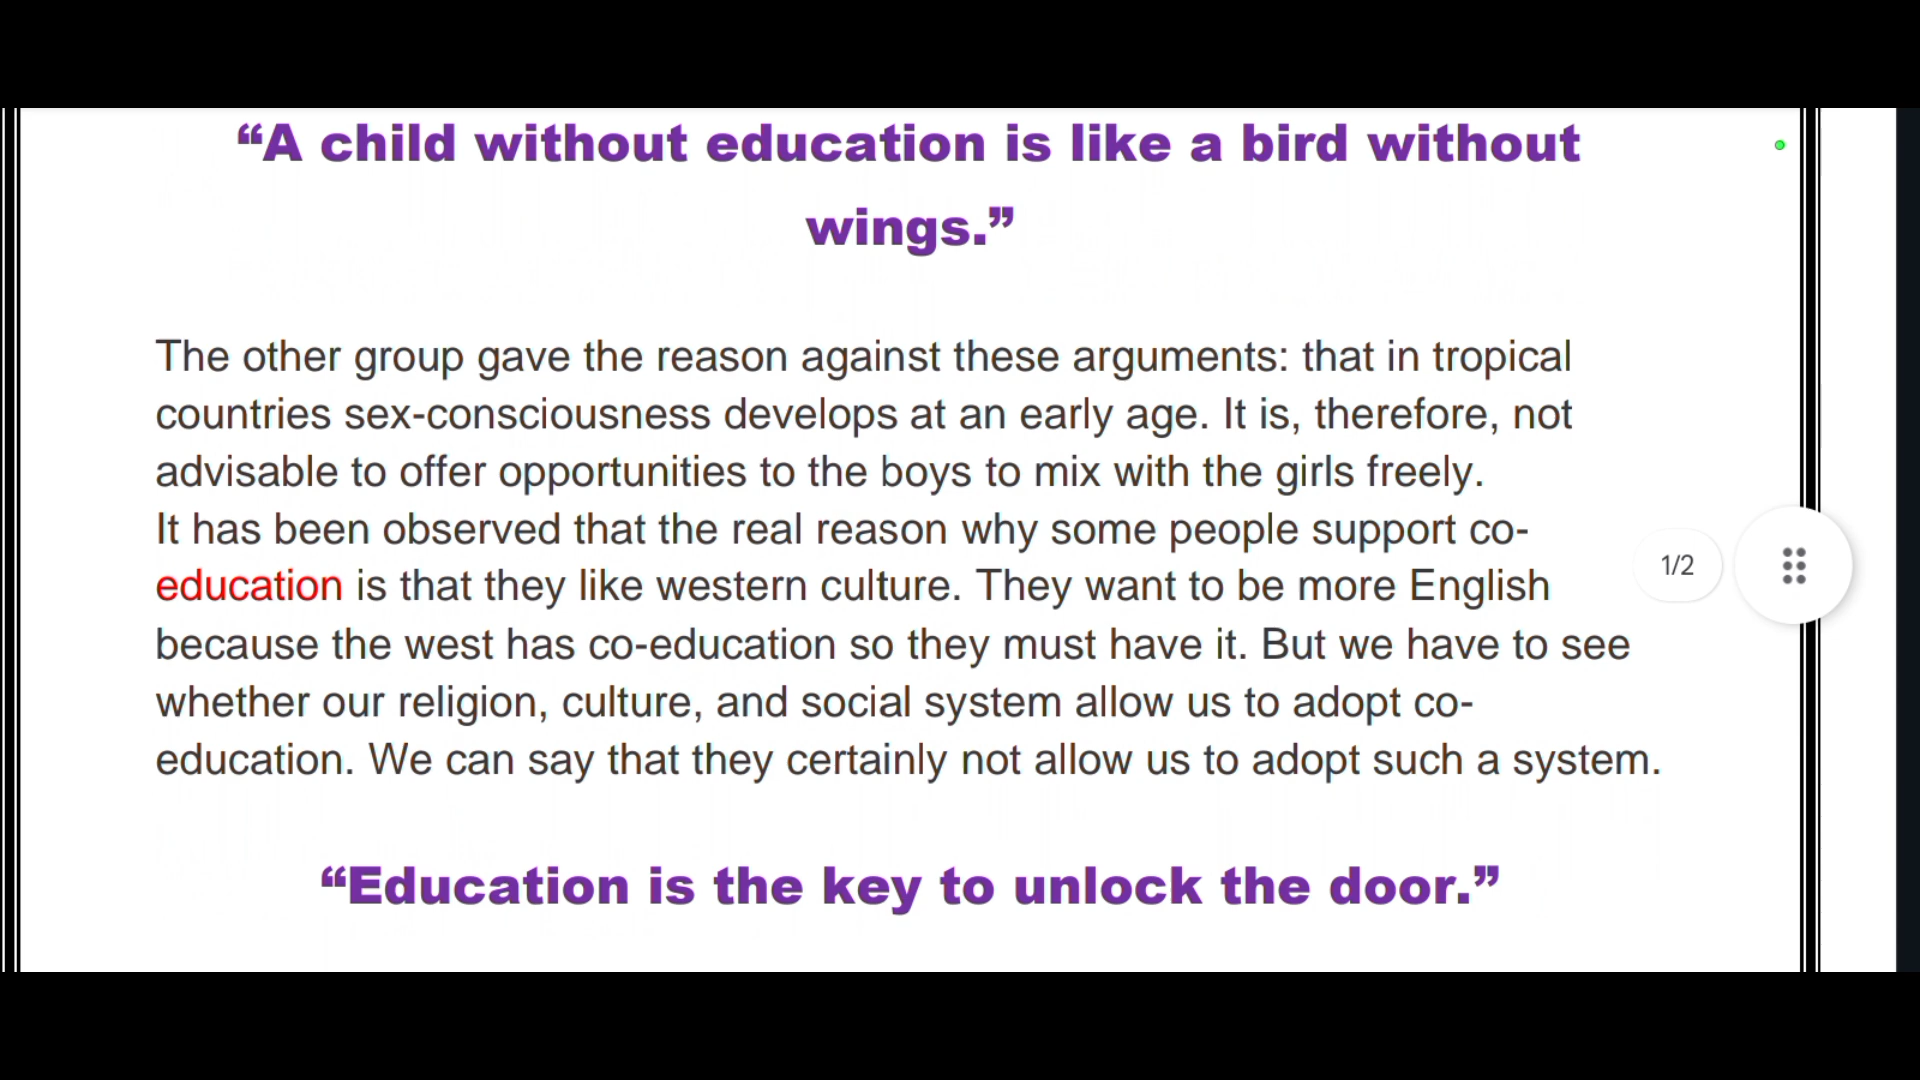 “A child without education is like a bird without
wings.”
The other group gave the reason against these arguments: that in tropical
countries sex-consciousness develops at an early age. It is, therefore, not
advisable to offer opportunities to the boys to mix with the girls freely.
It has been observed that the real reason why some people support co-
education is that they like western culture. They want to be more English
because the west has co-education so they must have it. But we have to see
whether our religion, culture, and social system allow us to adopt co-
education. We can say that they certainly not allow us to adopt such a system.
“Education is the key to unlock the door.”
1/2